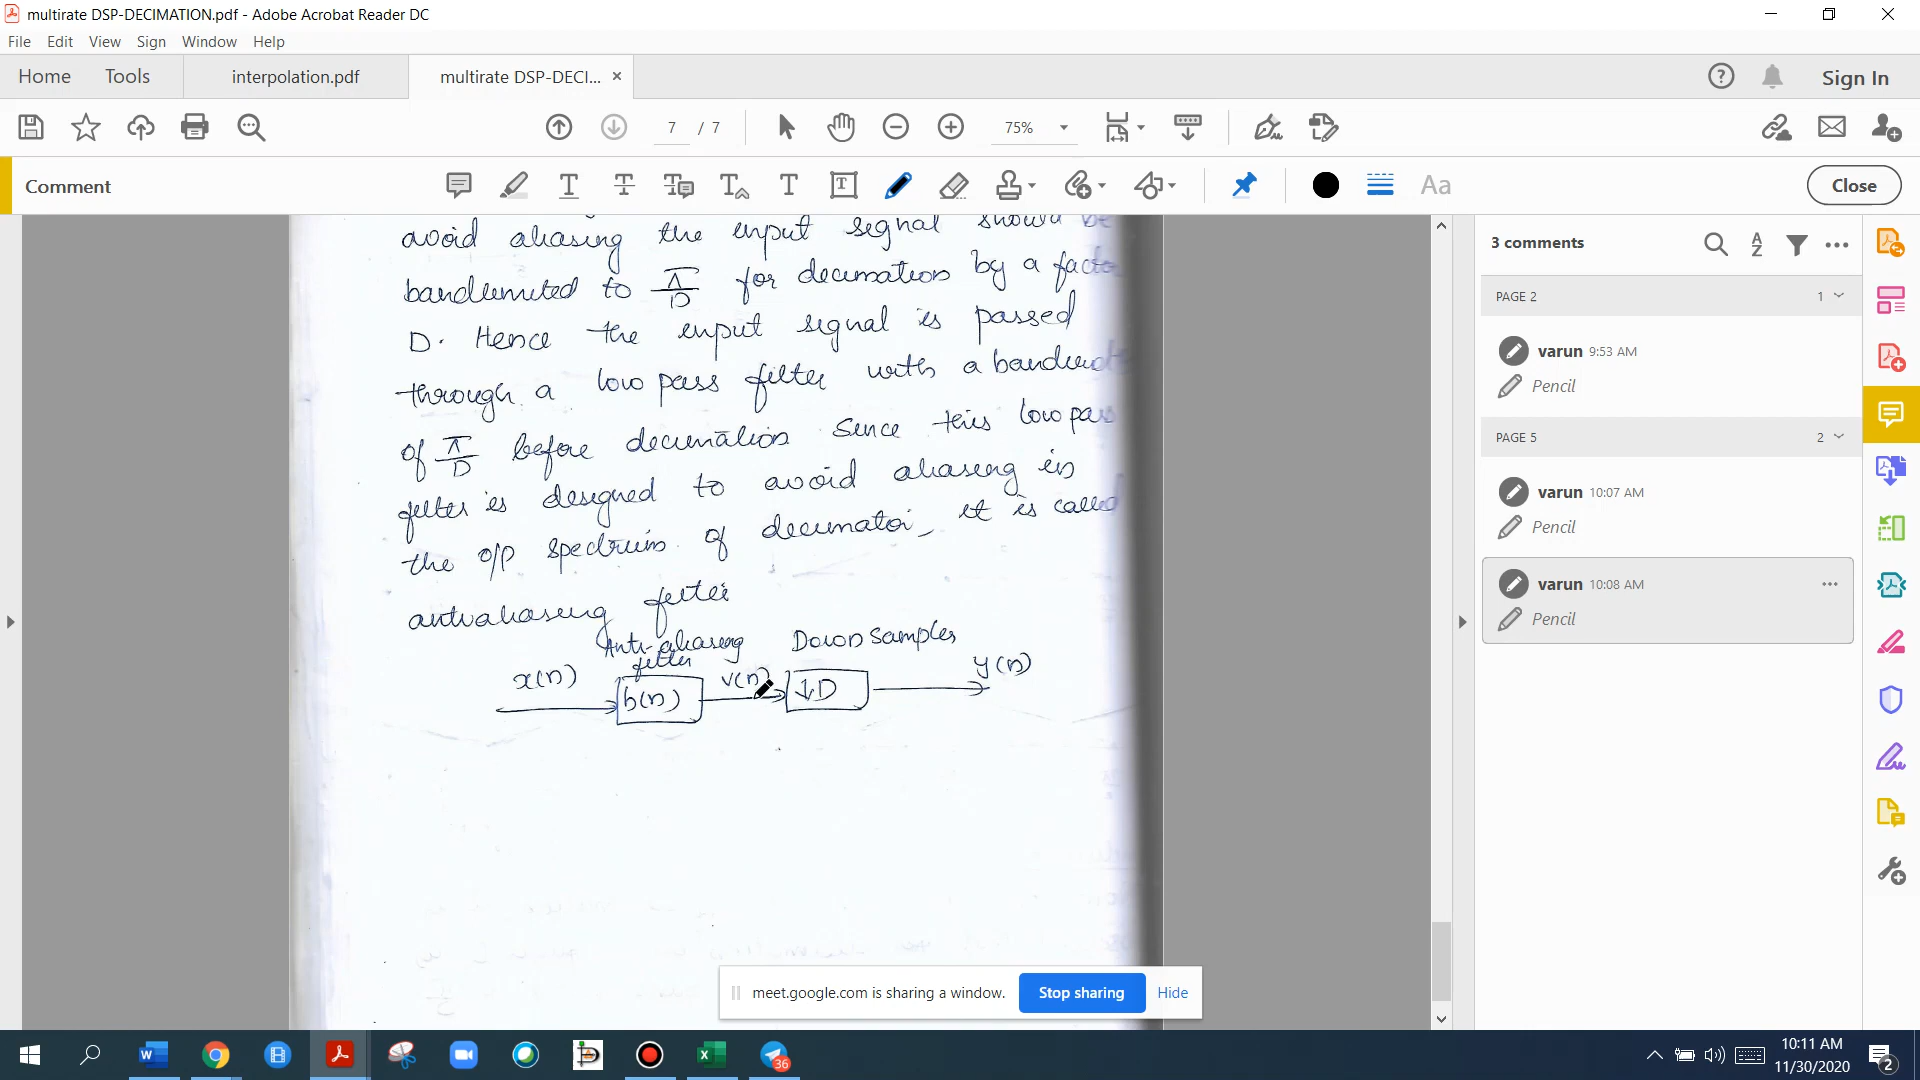 multirate DSP-DECIMATION.pdf - Adobe Acrobat Reader DC
File Edit View Sign Window Help
Home Tools interpolation.pdf multirate DSP-DECI... × Sign In
7 / 7 75%
Comment Close
avoid aliasing the input signal should be
bandlimited to π/D for decimation by a facto
D. Hence the input signal is passed
through a low pass filter with a bandwidt
of π/D before decimation Since this low pas
filter is designed to avoid aliasing in
the o/p spectrum of decimator, it is called
antialiasing filter
Anti-aliasing filter Down Samples
x(n) h(n) v(n) ↓D y(n)
3 comments
PAGE 2 1
varun 9:53 AM
Pencil
PAGE 5 2
varun 10:07 AM
Pencil
varun 10:08 AM
Pencil
meet.google.com is sharing a window. Stop sharing Hide
36
10:11 AM
11/30/2020
2